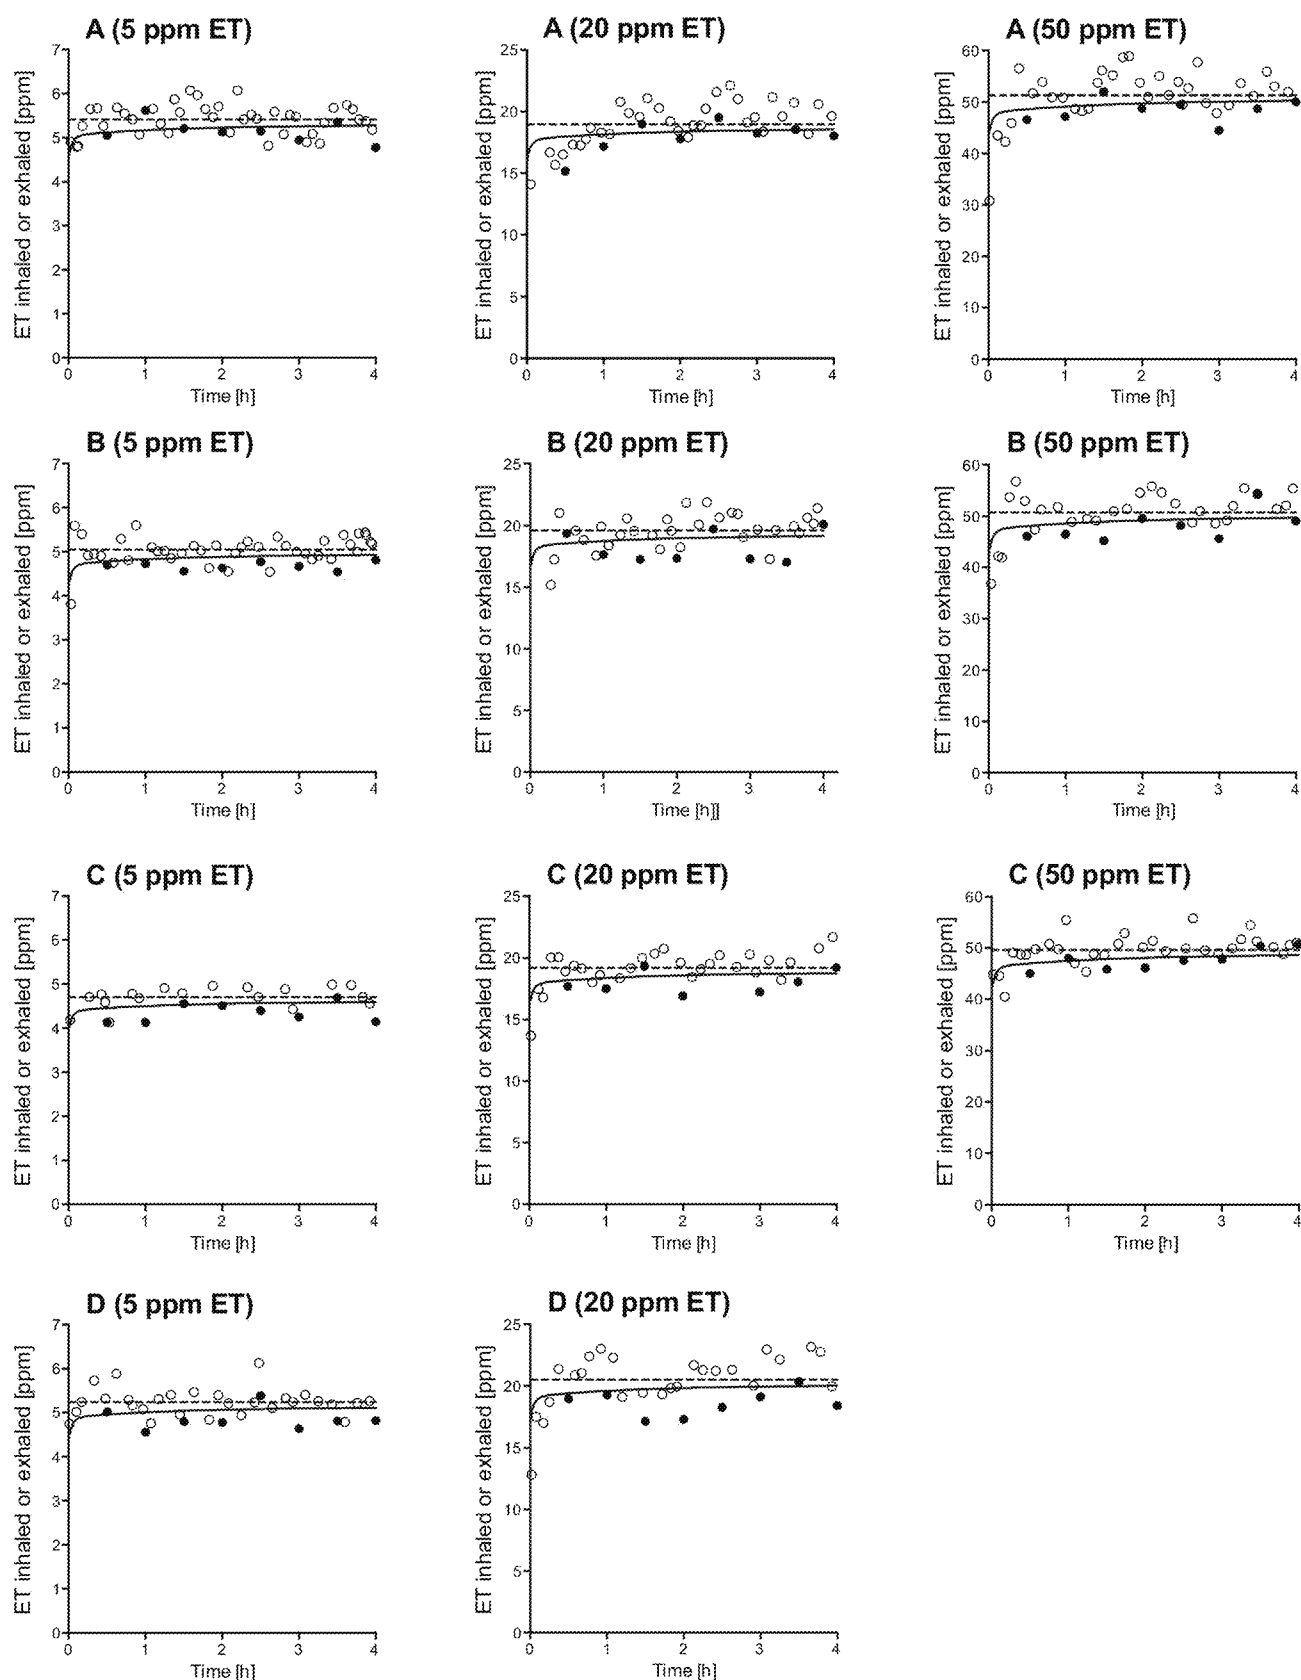 A (5 ppm ET)
ET inhaled or exhaled [ppm]
7
6
5
4
3
2
1
0
0 1 2 3 4
Time [h]
A (20 ppm ET)
ET inhaled or exhaled [ppm]
25
20
15
10
5
0
0 1 2 3 4
Time [h]
A (50 ppm ET)
ET inhaled or exhaled [ppm]
60
50
40
30
20
10
0
0 1 2 3 4
Time [h]
B (5 ppm ET)
ET inhaled or exhaled [ppm]
7
6
5
4
3
2
1
0
0 1 2 3 4
Time [h]
B (20 ppm ET)
ET inhaled or exhaled [ppm]
25
20
15
10
5
0
0 1 2 3 4
Time [h]]
B (50 ppm ET)
ET inhaled or exhaled [ppm]
60
50
40
30
20
10
0
0 1 2 3 4
Time [h]
C (5 ppm ET)
ET inhaled or exhaled [ppm]
7
6
5
4
3
2
1
0
0 1 2 3 4
Time [h]
C (20 ppm ET)
ET inhaled or exhaled [ppm]
25
20
15
10
5
0
0 1 2 3 4
Time [h]
C (50 ppm ET)
ET inhaled or exhaled [ppm]
60
50
40
30
20
10
0
0 1 2 3 4
Time [h]
D (5 ppm ET)
ET inhaled or exhaled [ppm]
7
6
5
4
3
2
1
0
0 1 2 3 4
Time [h]
D (20 ppm ET)
ET inhaled or exhaled [ppm]
25
20
15
10
5
0
0 1 2 3 4
Time [h]